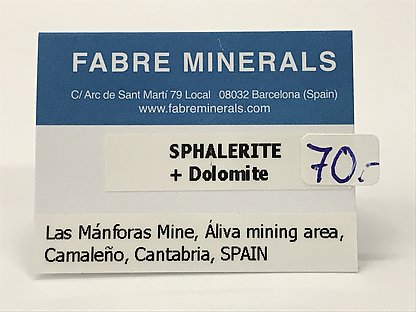 FABRE MINERALS
C/ Arc de Sant Martí 79 Local 08032 Barcelona (Spain)
www.fabreminerals.com
SPHALERITE
+ Dolomite
70.-
Las Mánforas Mine, Áliva mining area,
Camaleño, Cantabria, SPAIN